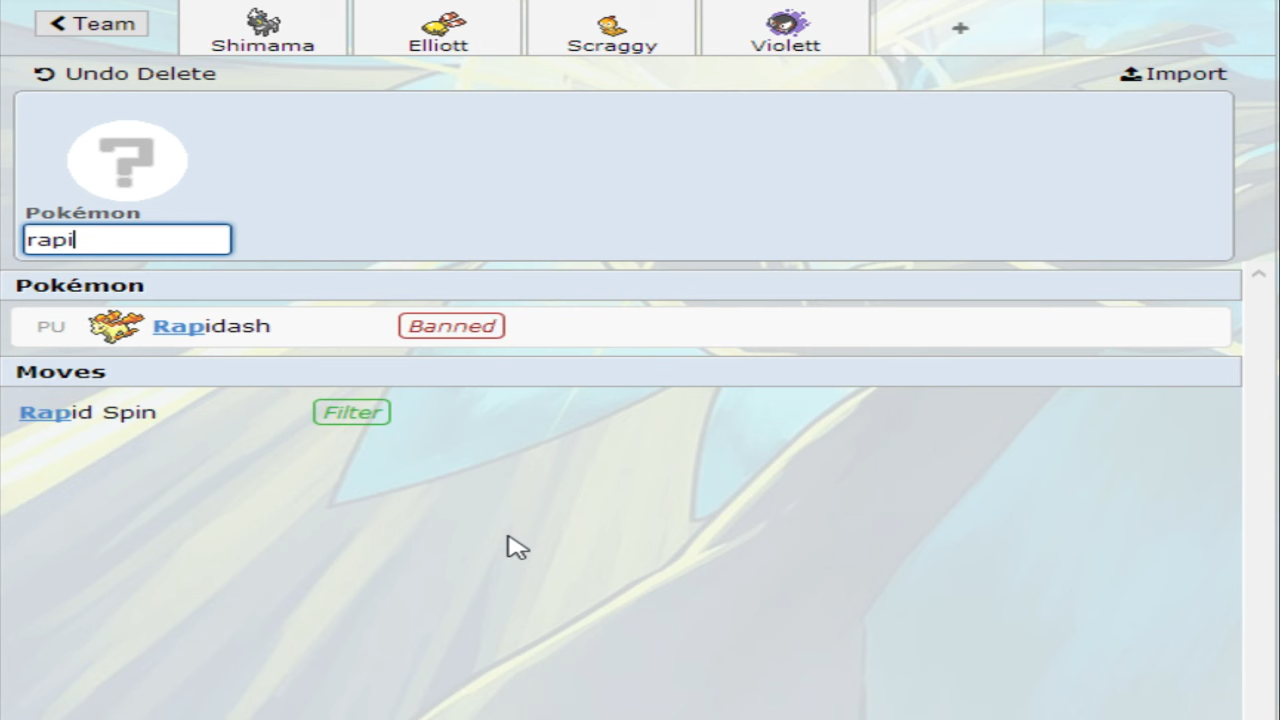 Team
Shimama
Elliott
Scraggy
Violett
+
Undo Delete
Import
?
Pokémon
rapi
Pokémon
PU Rapidash Banned
Moves
Rapid Spin Filter